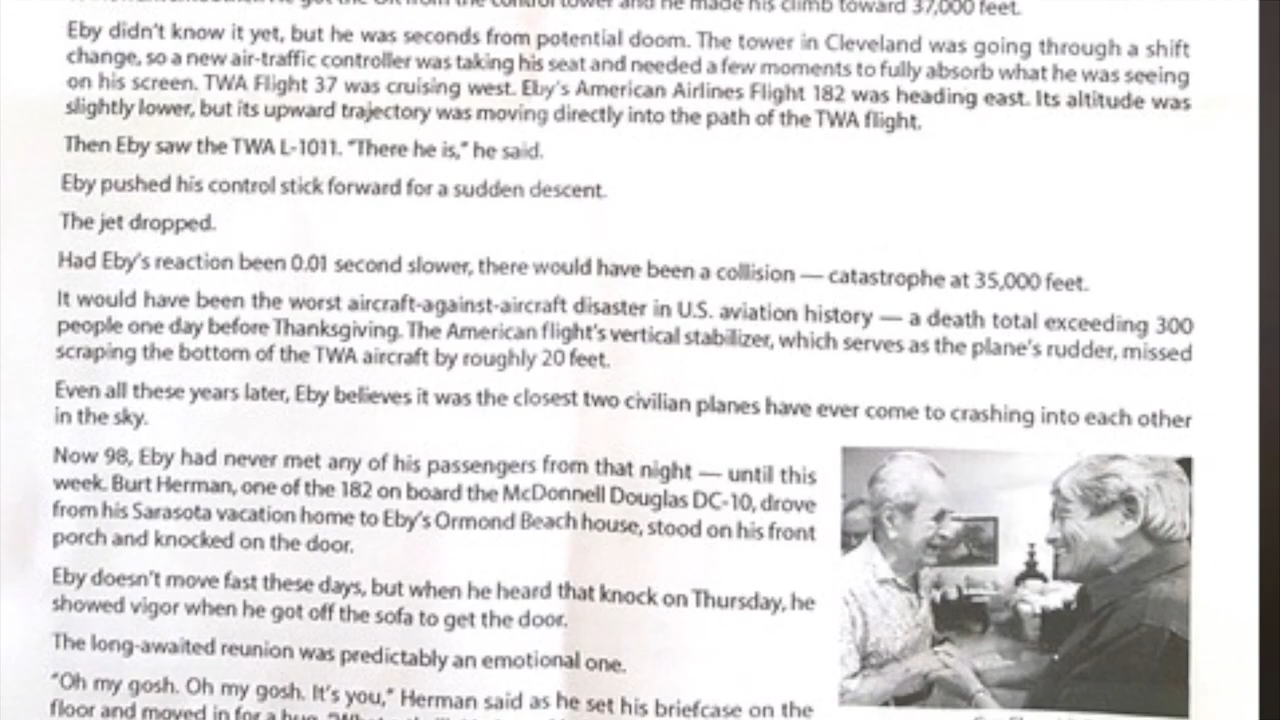 and he made his climb toward 37,000 feet.
Eby didn't know it yet, but he was seconds from potential doom. The tower in Cleveland was going through a shift
change, so a new air-traffic controller was taking his seat and needed a few moments to fully absorb what he was seeing
on his screen. TWA Flight 37 was cruising west. Eby's American Airlines Flight 182 was heading east. Its altitude was
slightly lower, but its upward trajectory was moving directly into the path of the TWA flight.
Then Eby saw the TWA L-1011. "There he is," he said.
Eby pushed his control stick forward for a sudden descent.
The jet dropped.
Had Eby's reaction been 0.01 second slower, there would have been a collision — catastrophe at 35,000 feet.
It would have been the worst aircraft-against-aircraft disaster in U.S. aviation history — a death total exceeding 300
people one day before Thanksgiving. The American flight's vertical stabilizer, which serves as the plane's rudder, missed
scraping the bottom of the TWA aircraft by roughly 20 feet.
Even all these years later, Eby believes it was the closest two civilian planes have ever come to crashing into each other
in the sky.
Now 98, Eby had never met any of his passengers from that night — until this
week. Burt Herman, one of the 182 on board the McDonnell Douglas DC-10, drove
from his Sarasota vacation home to Eby's Ormond Beach house, stood on his front
porch and knocked on the door.
Eby doesn't move fast these days, but when he heard that knock on Thursday, he
showed vigor when he got off the sofa to get the door.
The long-awaited reunion was predictably an emotional one.
"Oh my gosh. Oh my gosh. It's you," Herman said as he set his briefcase on the
floor and moved in for a hug.